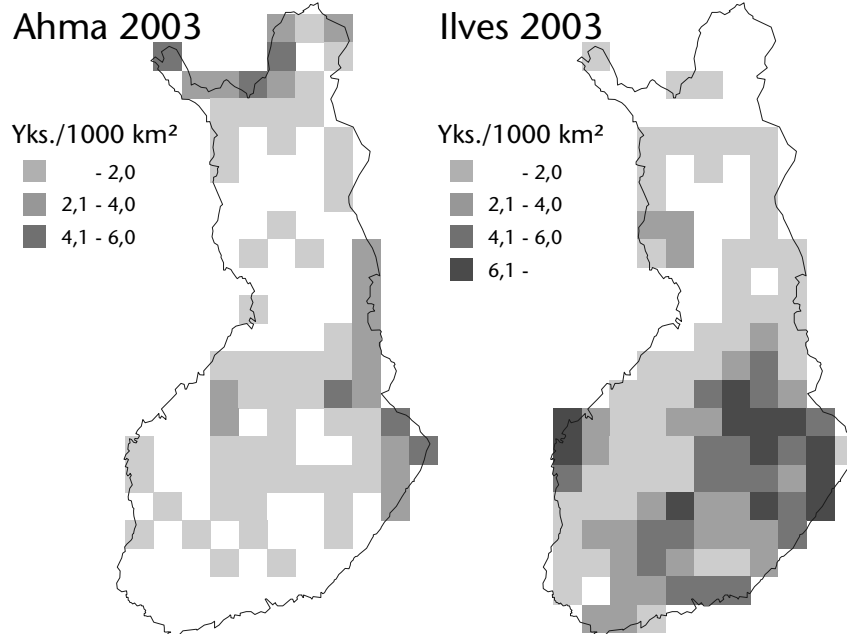 Ahma 2003
Yks./1000 km²
- 2,0
2,1 - 4,0
4,1 - 6,0
Ilves 2003
Yks./1000 km²
- 2,0
2,1 - 4,0
4,1 - 6,0
6,1 -